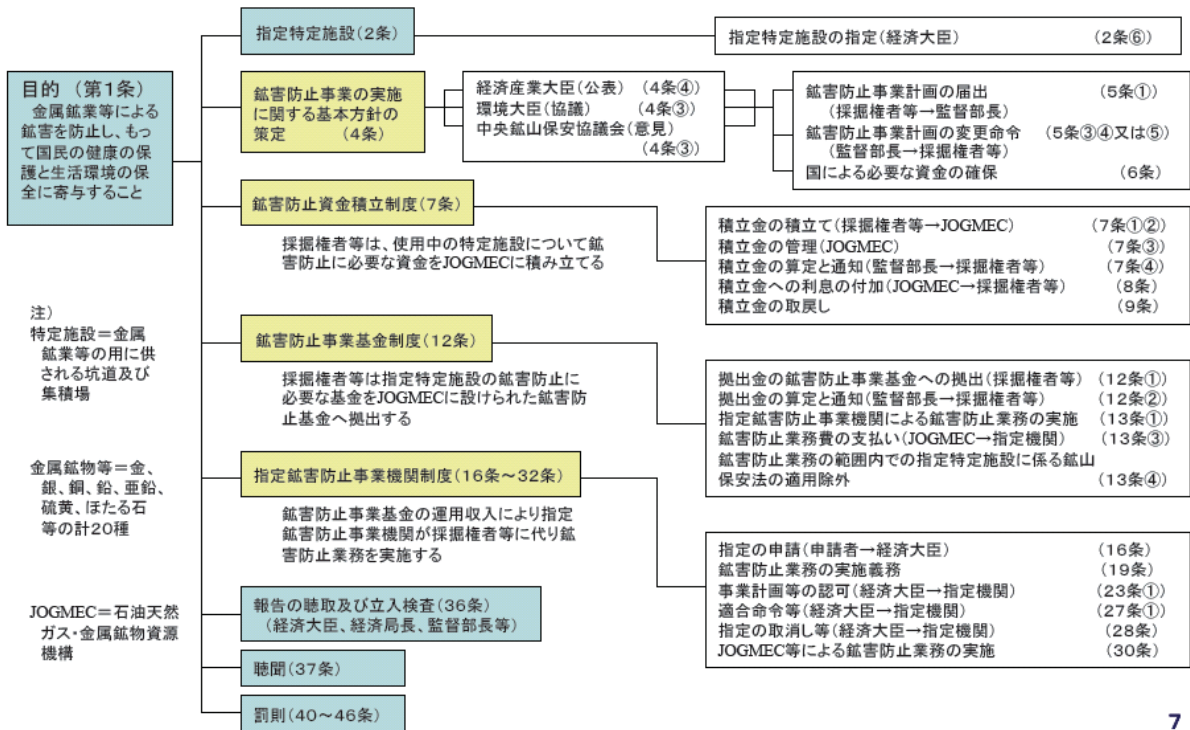 目的 (第1条)
金属鉱業等による
鉱害を防止し、もっ
て国民の健康の保
護と生活環境の保
全に寄与すること
注)
特定施設=金属
鉱業等の用に供
される坑道及び
集積場
金属鉱物等=金、
銀、銅、鉛、亜鉛、
硫黄、ほたる石
等の計20種
JOGMEC=石油天然
ガス・金属鉱物資源
機構
指定特定施設(2条)
指定特定施設の指定(経済大臣) (2条⑥)
鉱害防止事業の実施
に関する基本方針の
策定 (4条)
経済産業大臣(公表) (4条④)
環境大臣(協議) (4条③)
中央鉱山保安協議会(意見)
(4条③)
鉱害防止事業計画の届出 (5条①)
(採掘権者等→監督部長)
鉱害防止事業計画の変更命令 (5条③④又は⑤)
(監督部長→採掘権者等)
国による必要な資金の確保 (6条)
鉱害防止資金積立制度(7条)
採掘権者等は、使用中の特定施設について鉱
害防止に必要な資金をJOGMECに積み立てる
積立金の積立て(採掘権者等→JOGMEC) (7条①②)
積立金の管理(JOGMEC) (7条③)
積立金の算定と通知(監督部長→採掘権者等) (7条④)
積立金への利息の付加(JOGMEC→採掘権者等) (8条)
積立金の取戻し (9条)
鉱害防止事業基金制度(12条)
採掘権者等は指定特定施設の鉱害防止に
必要な基金をJOGMECに設けられた鉱害防
止基金へ拠出する
拠出金の鉱害防止事業基金への拠出(採掘権者等) (12条①)
拠出金の算定と通知(監督部長→採掘権者等) (12条②)
指定鉱害防止事業機関による鉱害防止業務の実施 (13条①)
鉱害防止業務費の支払い(JOGMEC→指定機関) (13条③)
鉱害防止業務の範囲内での指定特定施設に係る鉱山
保安法の適用除外 (13条④)
指定鉱害防止事業機関制度(16条~32条)
鉱害防止事業基金の運用収入により指定
鉱害防止事業機関が採掘権者等に代り鉱
害防止業務を実施する
指定の申請(申請者→経済大臣) (16条)
鉱害防止業務の実施義務 (19条)
事業計画等の認可(経済大臣→指定機関) (23条①)
適合命令等(経済大臣→指定機関) (27条①)
指定の取消し等(経済大臣→指定機関) (28条)
JOGMEC等による鉱害防止業務の実施 (30条)
報告の聴取及び立入検査(36条)
(経済大臣、経済局長、監督部長等)
聴聞(37条)
罰則(40~46条)
7